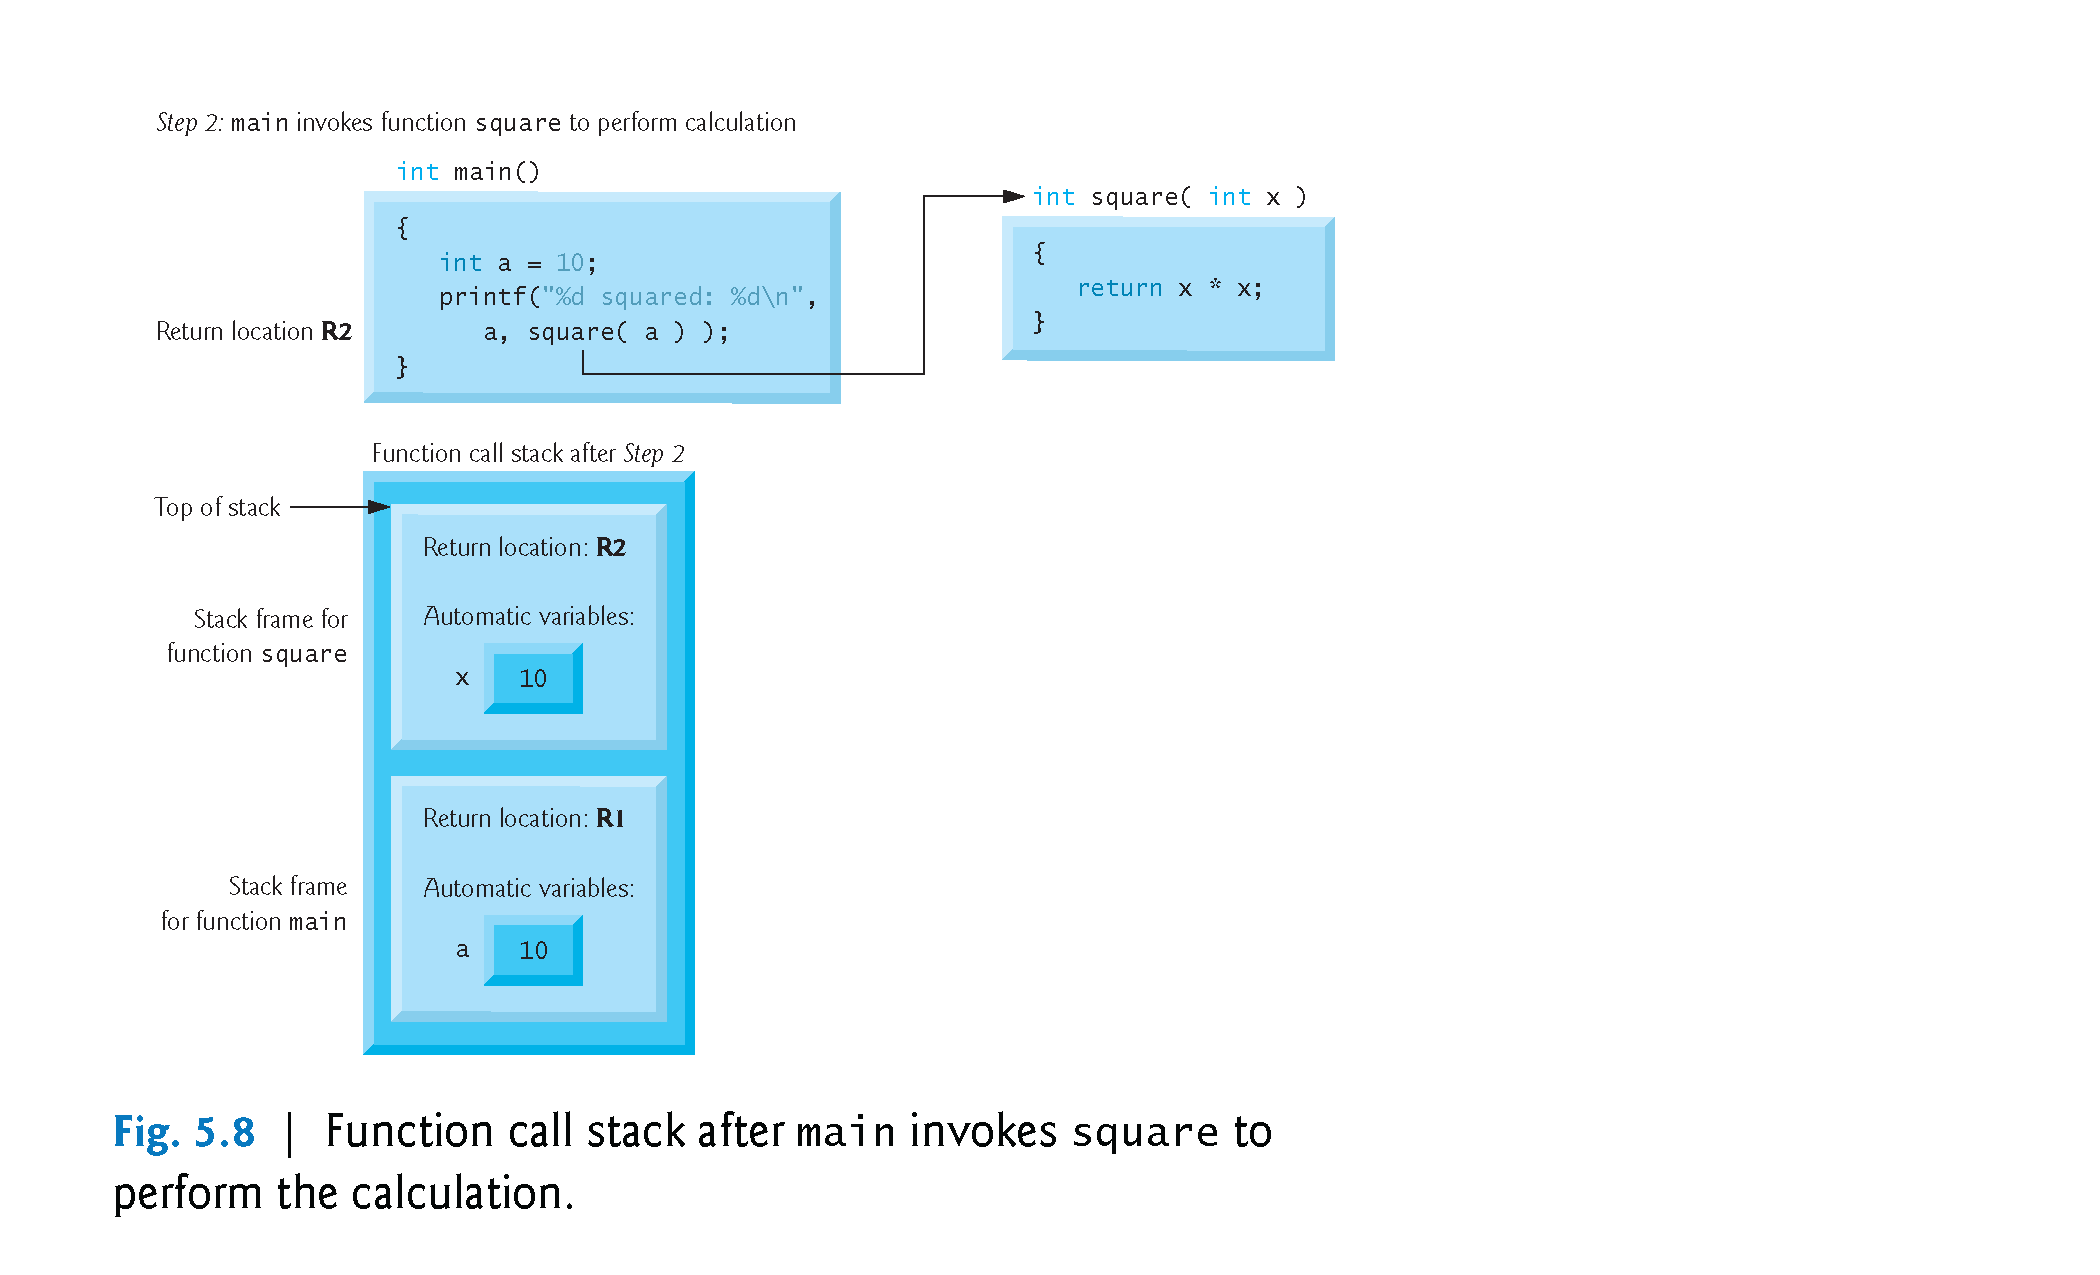 Step 2: main invokes function square to perform calculation
int main()
{
int a = 10;
printf("%d squared: %d\n",
a, square( a ) );
}
Return location R2
int square( int x )
{
return x * x;
}
Function call stack after Step 2
Top of stack
Return location: R2
Stack frame for
function square
Automatic variables:
x 10
Return location: R1
Stack frame
for function main
Automatic variables:
a 10
Fig. 5.8 | Function call stack after main invokes square to
perform the calculation.